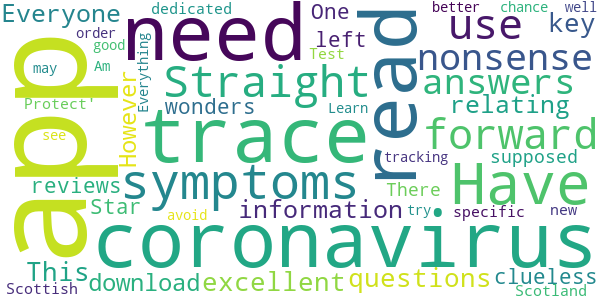 Everyone
dedicated
order
good
may
Am
Protect'
see
app
Everything
However
need
One
left
Test
Straight
wonders
Learn
trace
symptoms
coronavirus
read
better
chance
well
use
key
nonsense
answers
relating
forward
tracking
supposed
There
Have
reviews
Star
avoid
information
try
specific
new
This
download
excellent
questions
clueless
Scottish
Scotland